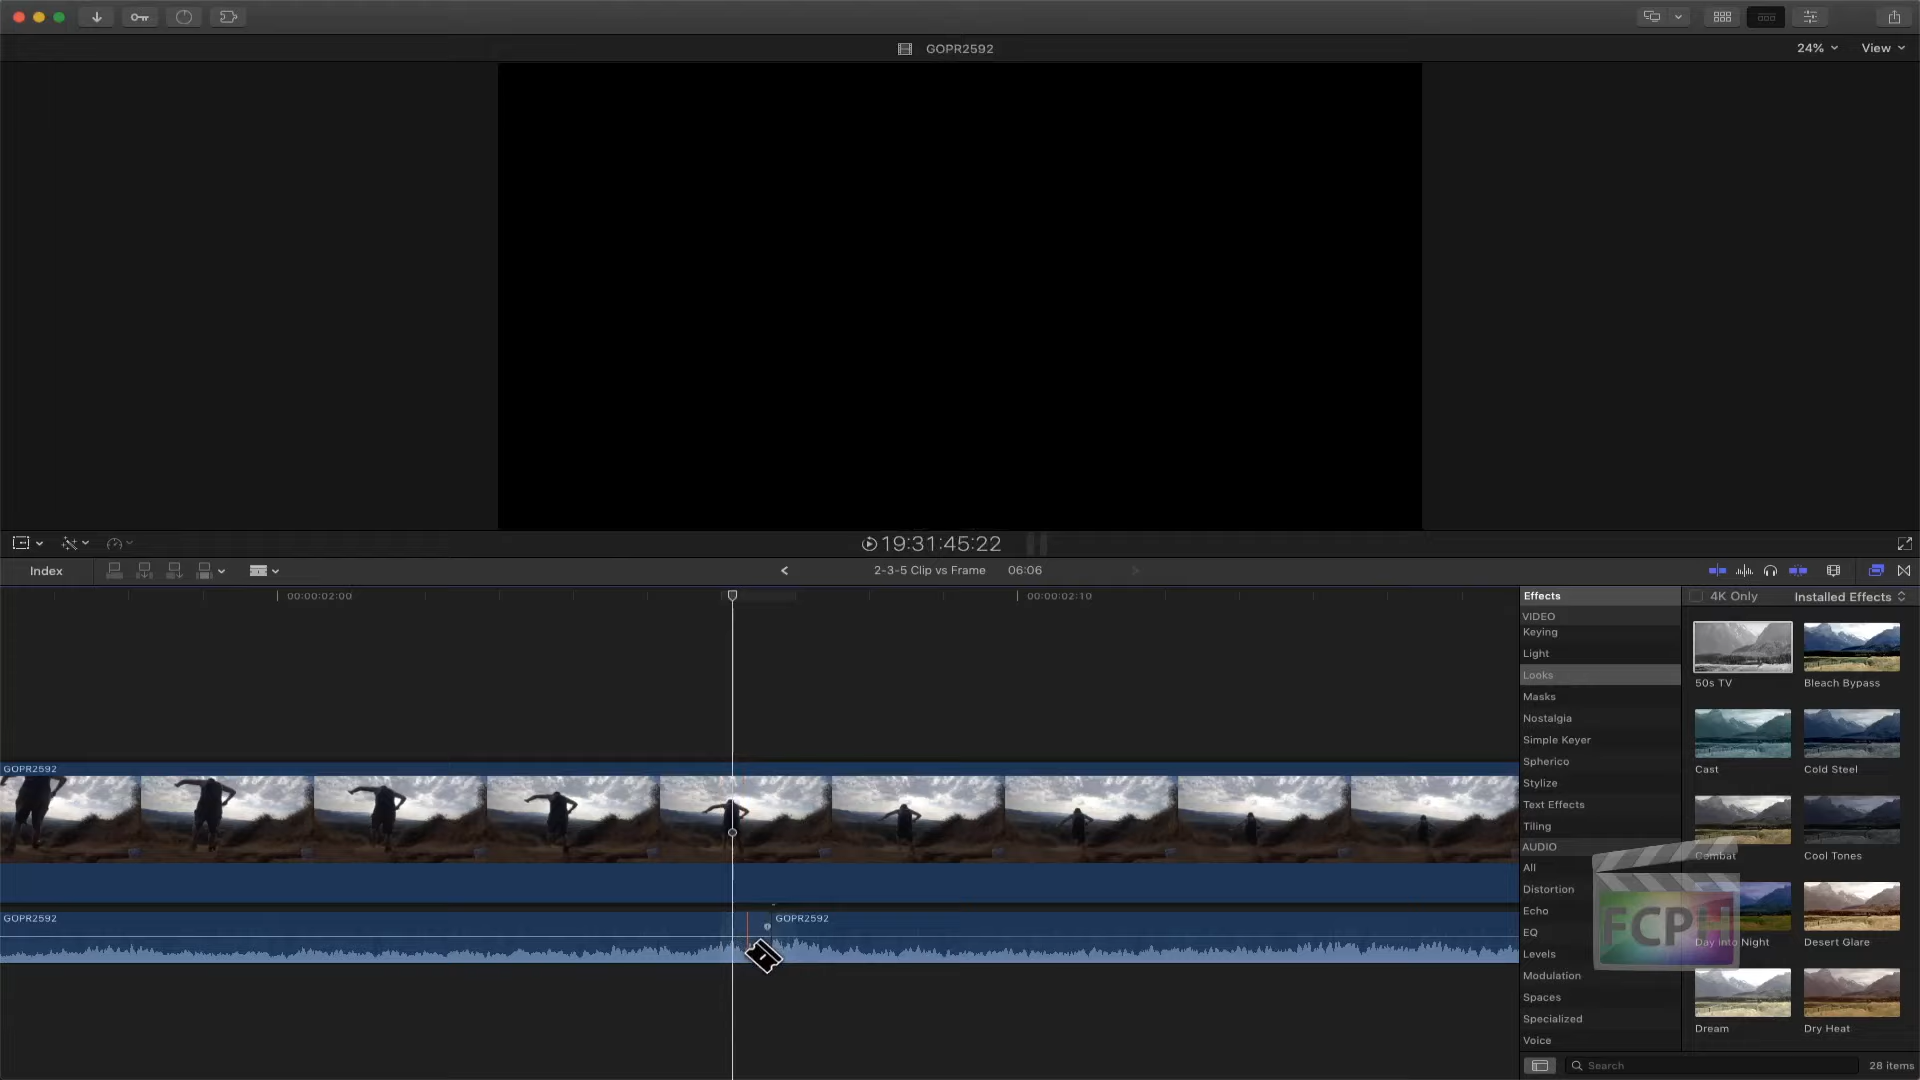 GOPR2592
24%
View
19:31:45:22
Index
2-3-5 Clip vs Frame 06:06
00:00:02:00
00:00:02:10
GOPR2592
GOPR2592
GOPR2592
Effects
VIDEO
Keying
Light
Looks
Masks
Nostalgia
Simple Keyer
Spherico
Stylize
Text Effects
Tiling
AUDIO
All
Distortion
Echo
EQ
Levels
Modulation
Spaces
Specialized
Voice
4K Only
Installed Effects
50s TV
Bleach Bypass
Cast
Cold Steel
Combat
Cool Tones
Day into Night
Desert Glare
Dream
Dry Heat
FCPH
Search
28 items